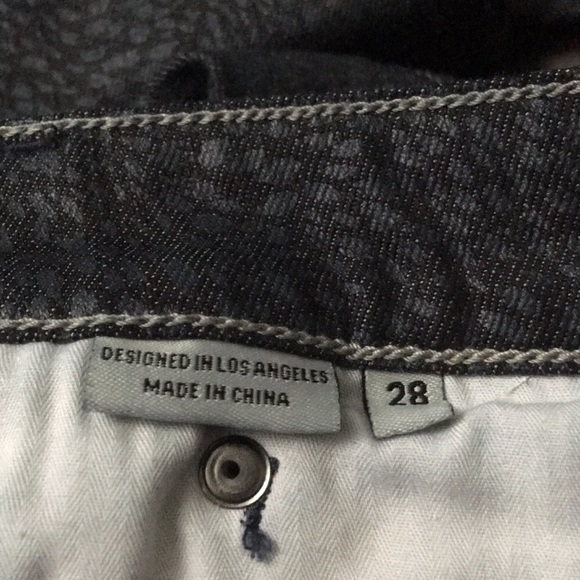 DESIGNED IN LOS ANGELES
MADE IN CHINA
28